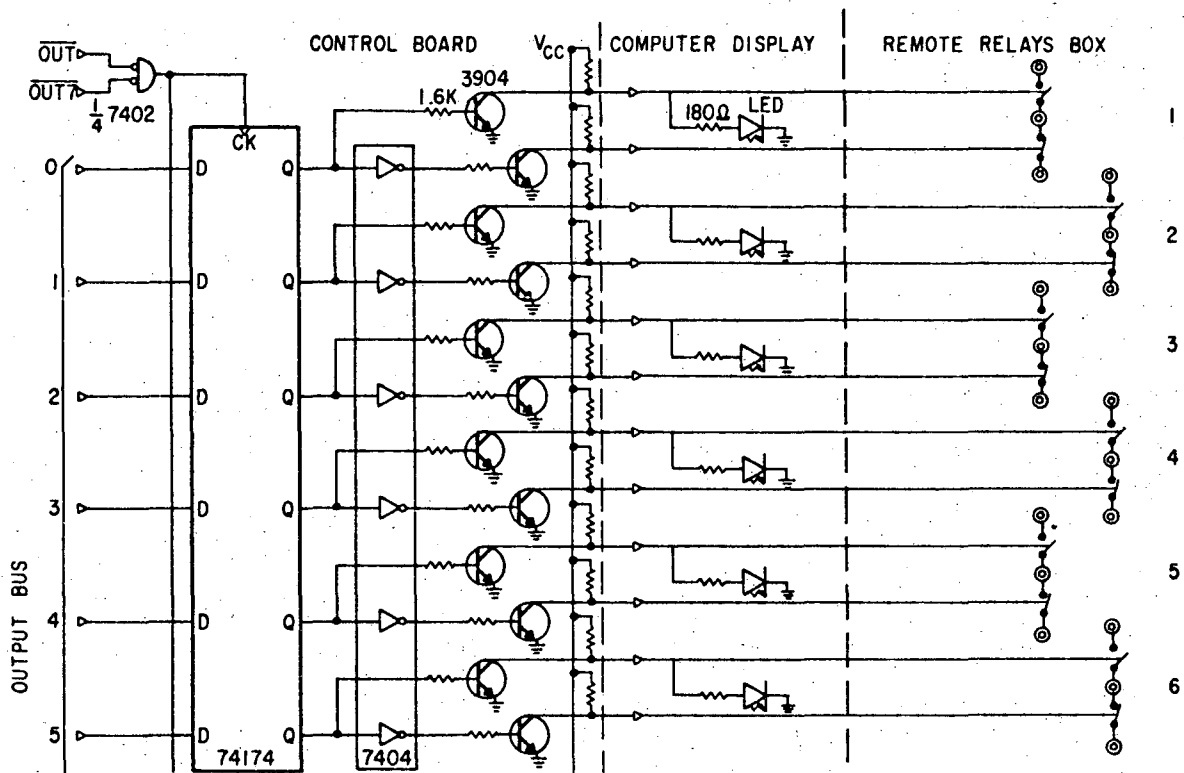 CONTROL BOARD
VCC
COMPUTER DISPLAY
REMOTE RELAYS BOX
OUT
OUT7
1/4 7402
3904
1.6K
180Ω
LED
1
CK
0
D
Q
2
1
D
Q
3
2
D
Q
4
3
D
Q
5
4
D
Q
6
5
D
Q
74174
7404
OUTPUT BUS